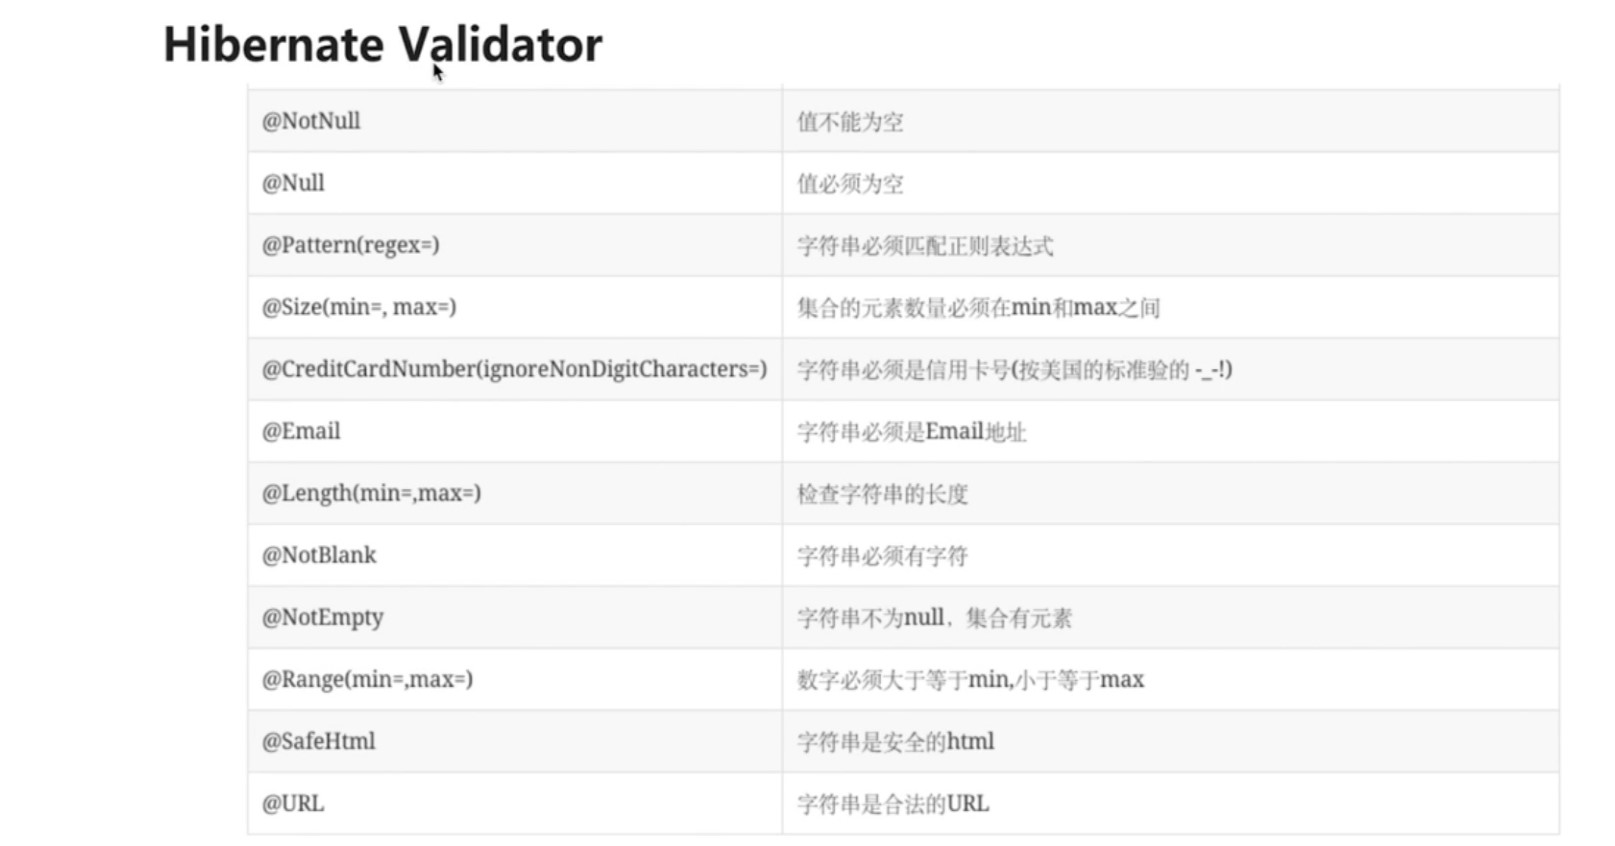 Hibernate Validator
@NotNull 值不能为空
@Null 值必须为空
@Pattern(regex=) 字符串必须匹配正则表达式
@Size(min=, max=) 集合的元素数量必须在min和max之间
@CreditCardNumber(ignoreNonDigitCharacters=) 字符串必须是信用卡号(按美国的标准验的 -_-!)
@Email 字符串必须是Email地址
@Length(min=,max=) 检查字符串的长度
@NotBlank 字符串必须有字符
@NotEmpty 字符串不为null，集合有元素
@Range(min=,max=) 数字必须大于等于min,小于等于max
@SafeHtml 字符串是安全的html
@URL 字符串是合法的URL